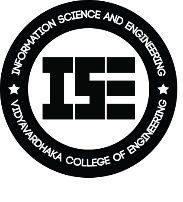 INFORMATION SCIENCE AND ENGINEERING
ISE
VIDYAVARDHAKA COLLEGE OF ENGINEERING